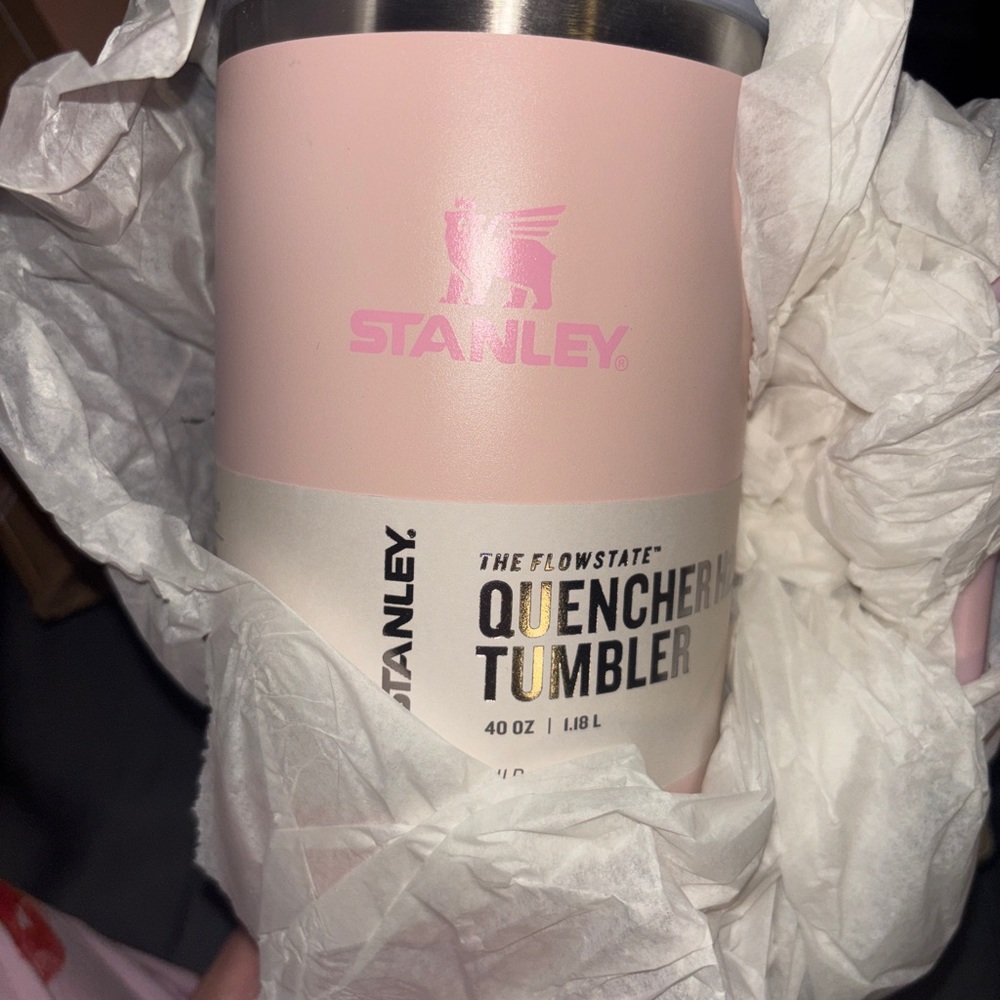 STANLEY®
STANLEY.
THE FLOWSTATE™
QUENCHER
TUMBLER
40 OZ | 1.18 L